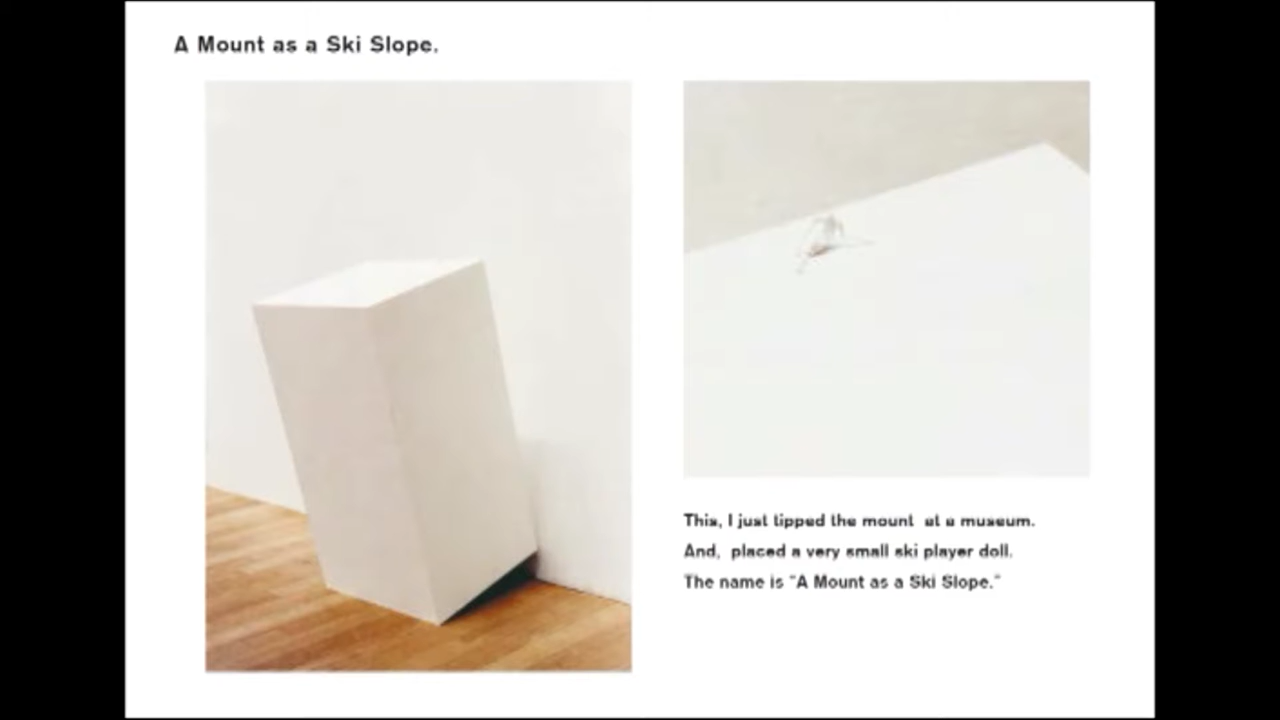 A Mount as a Ski Slope.
This, I just tipped the mount at a museum.
And, placed a very small ski player doll.
The name is "A Mount as a Ski Slope."